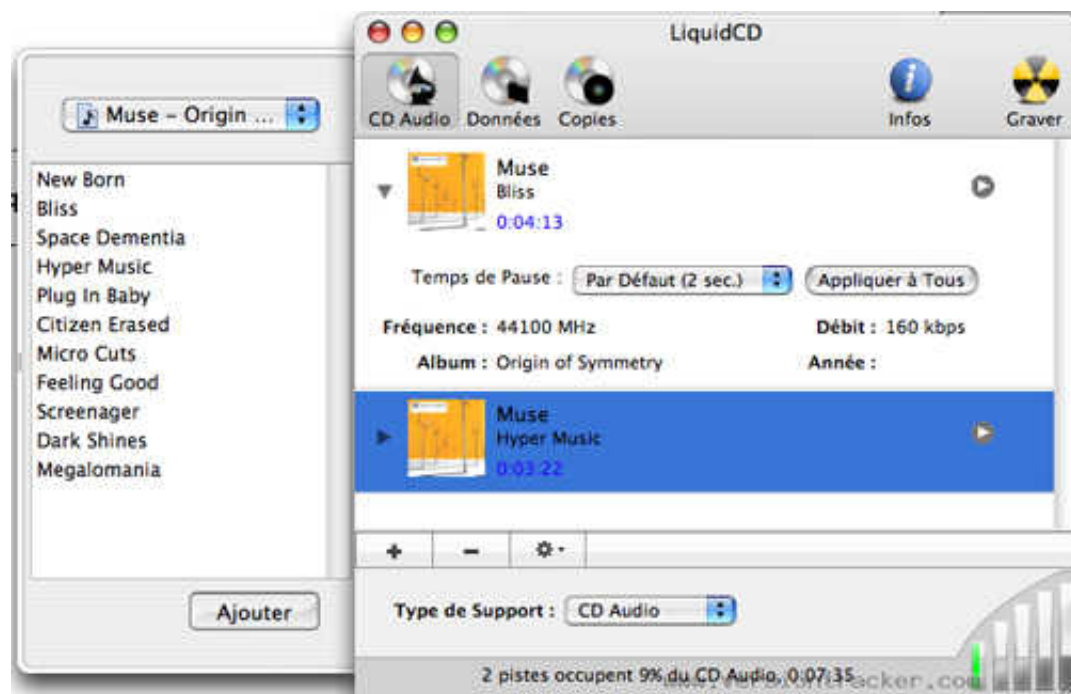 LiquidCD
CD Audio Données Copies Infos Graver
Muse – Origin ...
New Born
Bliss
Space Dementia
Hyper Music
Plug In Baby
Citizen Erased
Micro Cuts
Feeling Good
Screenager
Dark Shines
Megalomania
Ajouter
Muse
Bliss
0:04:13
Temps de Pause : Par Défaut (2 sec.) Appliquer à Tous
Fréquence : 44100 MHz Débit : 160 kbps
Album : Origin of Symmetry Année :
Muse
Hyper Music
0:03:22
+ −
Type de Support : CD Audio
2 pistes occupent 9% du CD Audio, 0:07:35
www.versiontracker.com